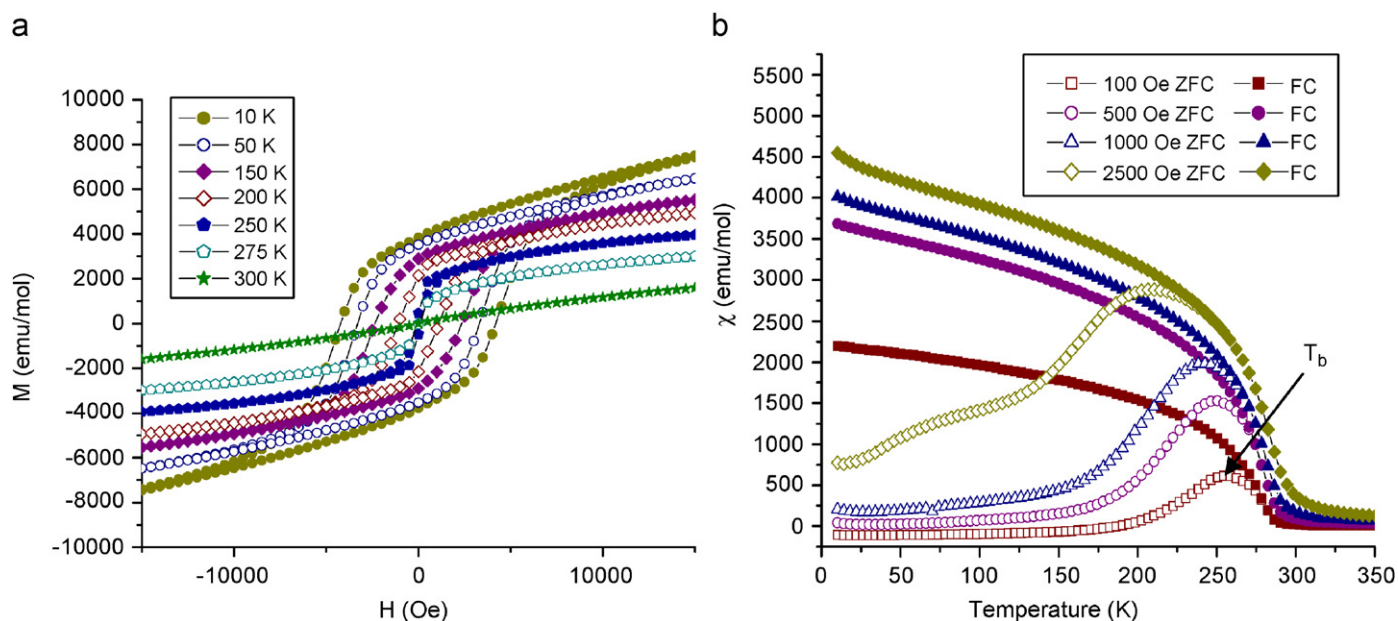 a
10000
8000
6000
4000
2000
0
-2000
-4000
-6000
-8000
-10000
M (emu/mol)
-10000
0
10000
H (Oe)
10 K
50 K
150 K
200 K
250 K
275 K
300 K
b
5500
5000
4500
4000
3500
3000
2500
2000
1500
1000
500
0
χ (emu/mol)
0
50
100
150
200
250
300
350
Temperature (K)
100 Oe ZFC FC
500 Oe ZFC FC
1000 Oe ZFC FC
2500 Oe ZFC FC
T_b